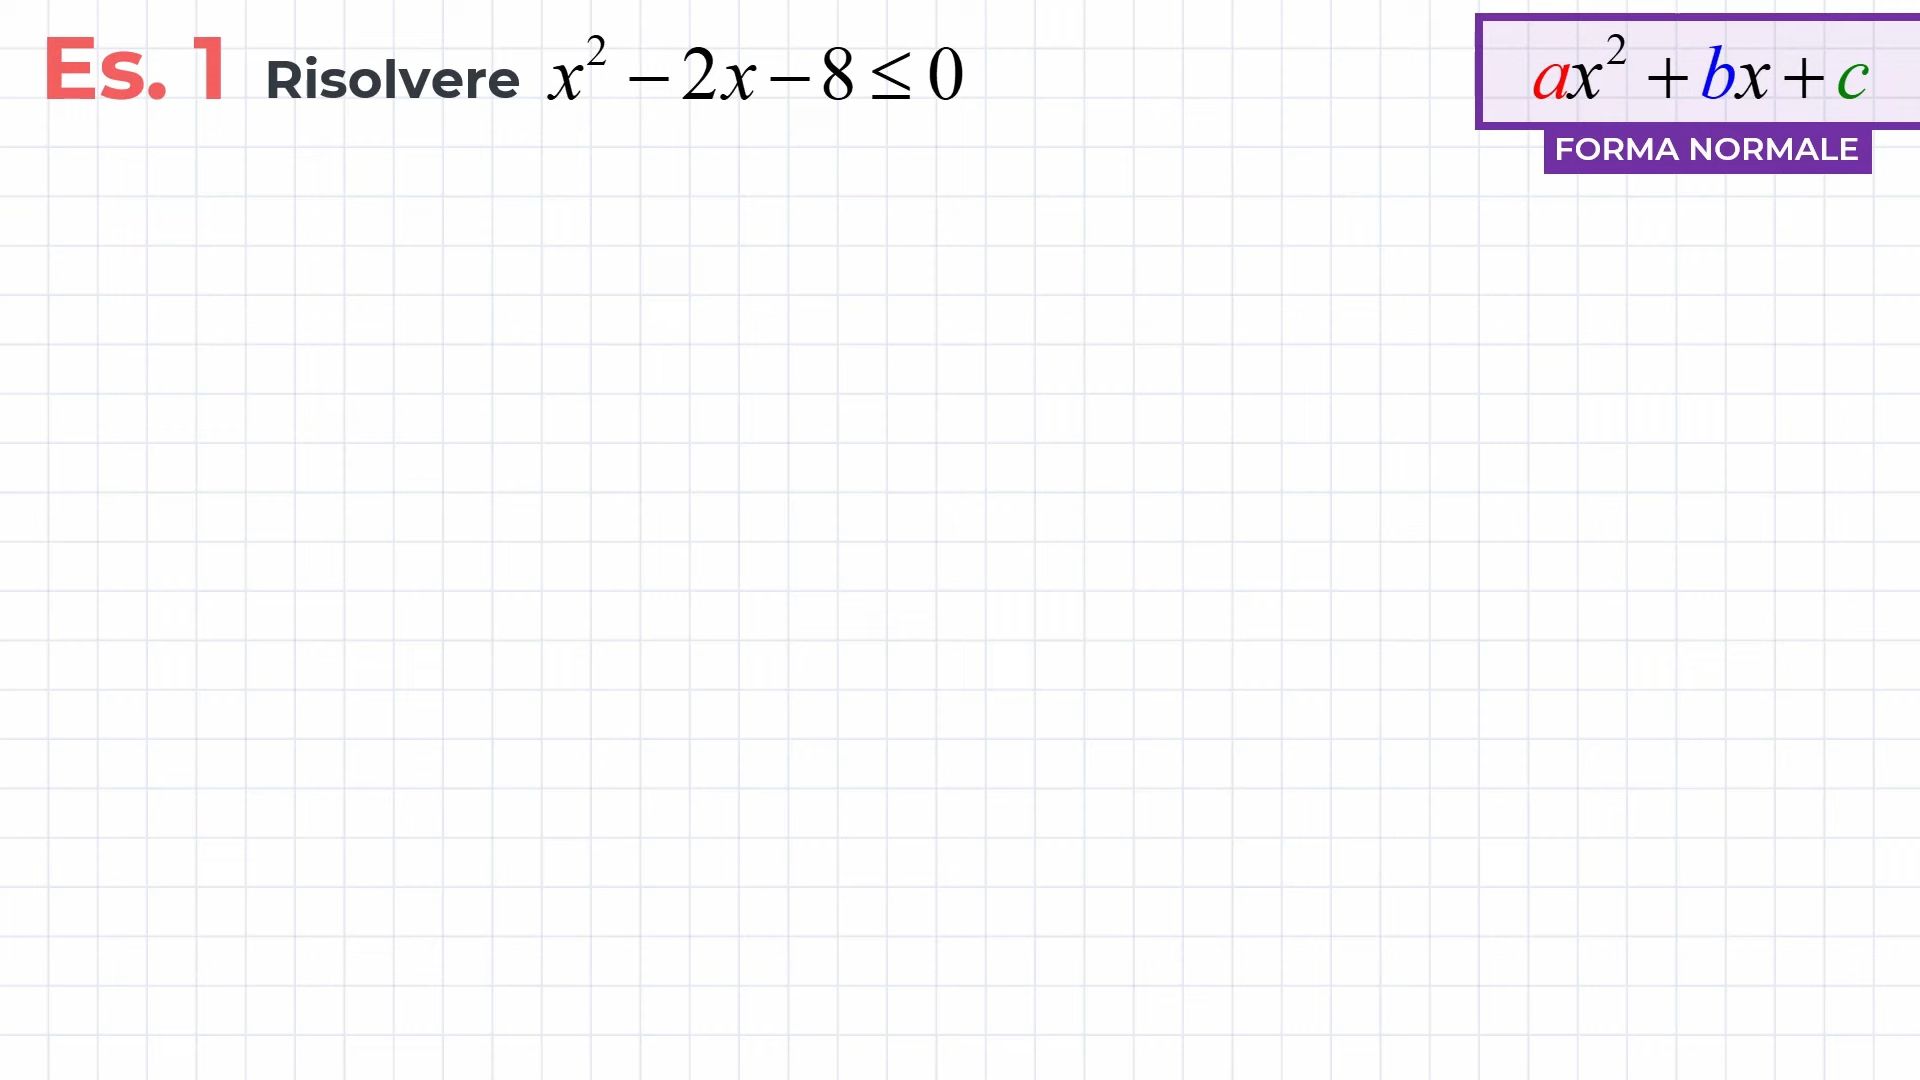 Es. 1 Risolvere x² − 2x − 8 ≤ 0
ax² + bx + c
FORMA NORMALE